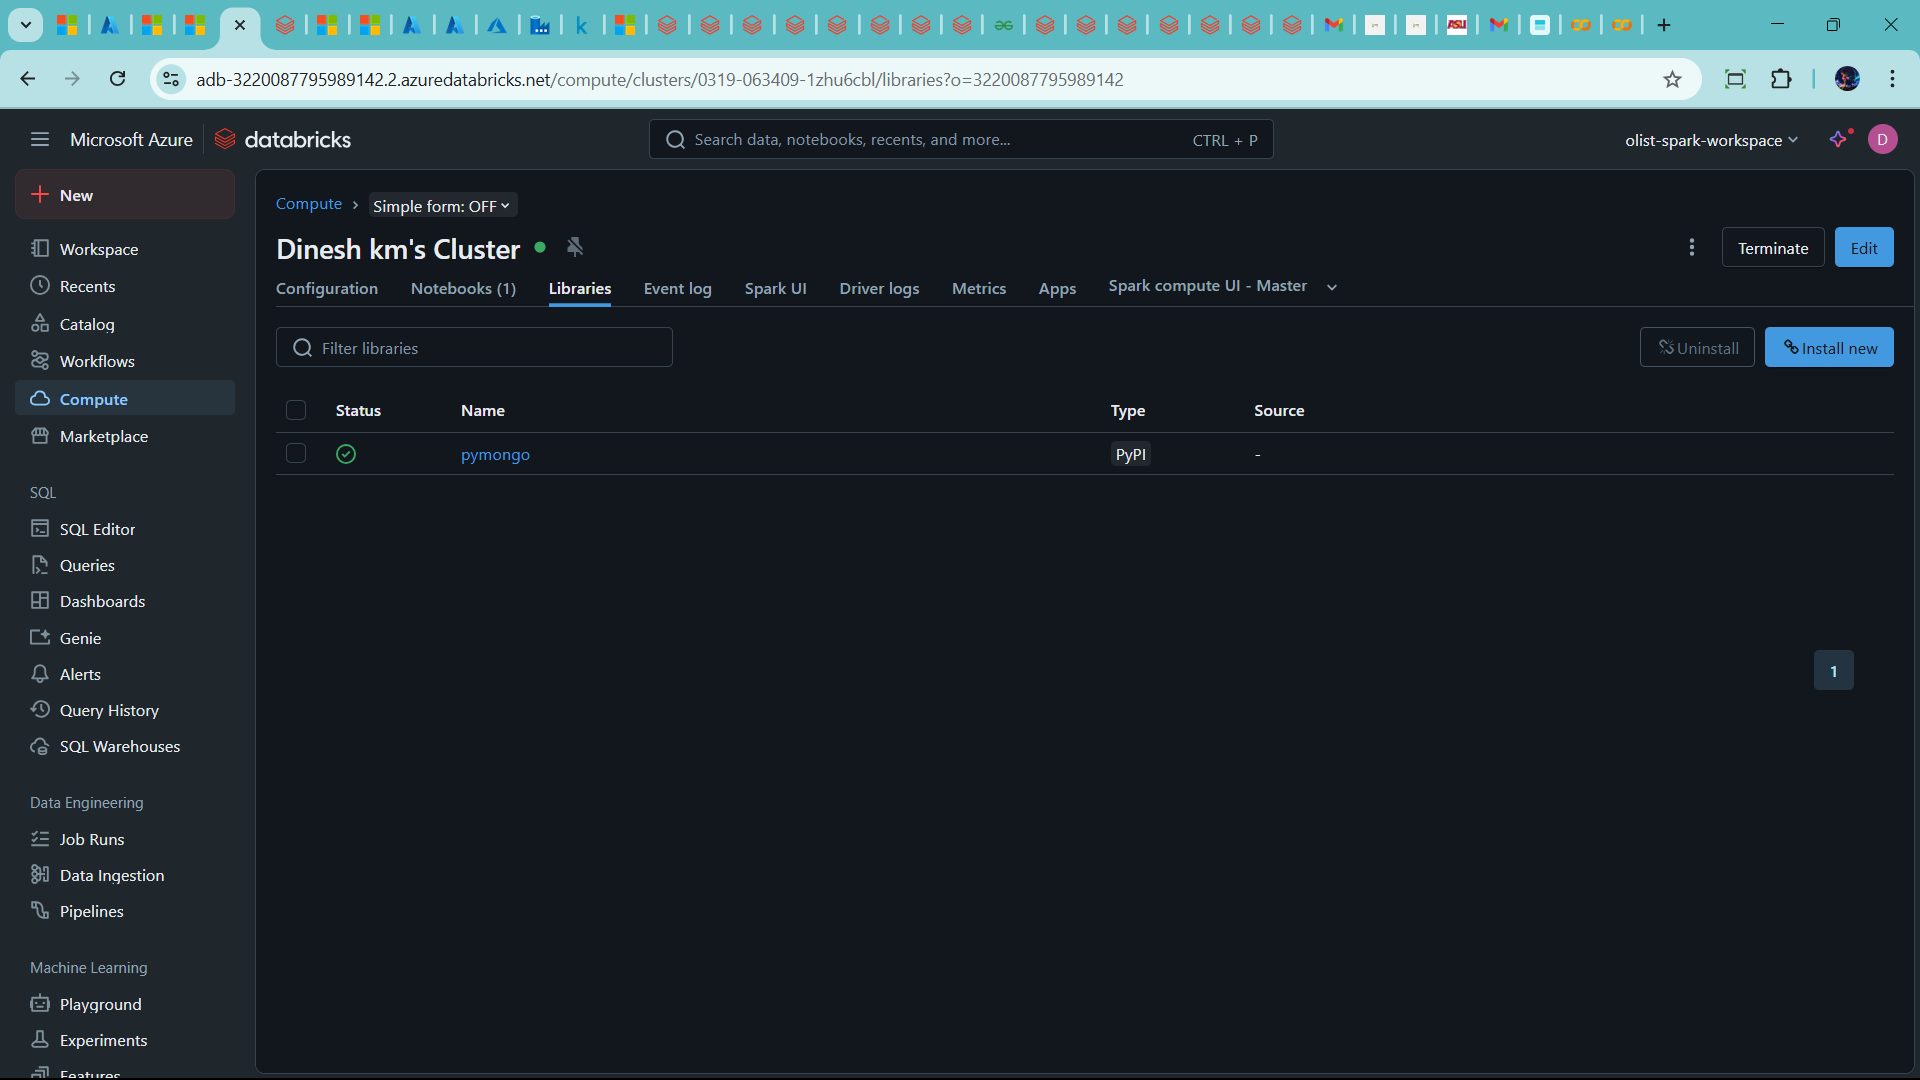 adb-3220087795989142.2.azuredatabricks.net/compute/clusters/0319-063409-1zhu6cbl/libraries?o=3220087795989142
Microsoft Azure databricks
Search data, notebooks, recents, and more... CTRL + P
olist-spark-workspace
D
New
Workspace
Recents
Catalog
Workflows
Compute
Marketplace
SQL
SQL Editor
Queries
Dashboards
Genie
Alerts
Query History
SQL Warehouses
Data Engineering
Job Runs
Data Ingestion
Pipelines
Machine Learning
Playground
Experiments
Features
Compute › Simple form: OFF
Dinesh km's Cluster
Terminate Edit
Configuration Notebooks (1) Libraries Event log Spark UI Driver logs Metrics Apps Spark compute UI - Master
Filter libraries
Uninstall Install new
Status Name Type Source
pymongo PyPI -
1